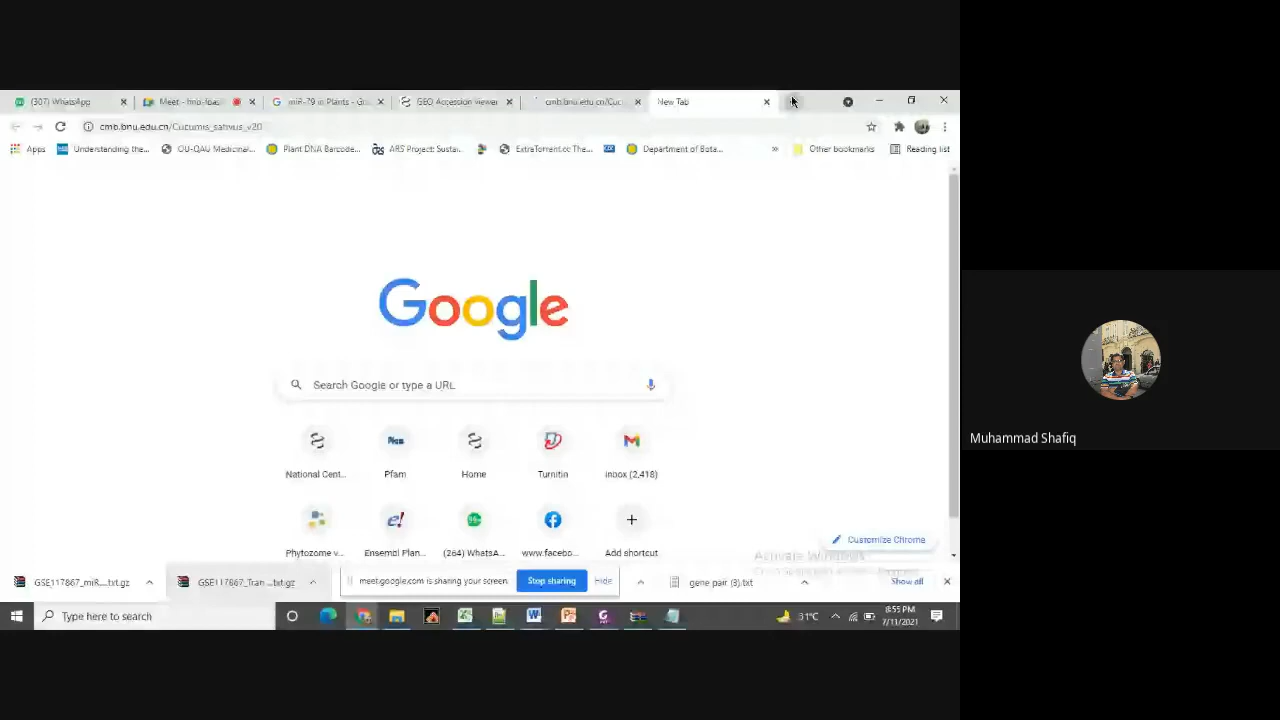 (307) WhatsApp
Meet -
miR-79 in Plants - Go...
GEO Accession viewer
cmb.bnu.edu.cn/Cuc...
New Tab
cmb.bnu.edu.cn/Cucumis_sativus_v20
Apps
Understanding the...
OU-QAU Medicinal...
Plant DNA Barcode...
ARS Project: Sustai...
ExtraTorrent.cc The...
Department of Bota...
»
Other bookmarks
Reading list
Google
Search Google or type a URL
National Cent...
Pfam
Home
Turnitin
Inbox (2,418)
Phytozome v...
Ensembl Plan...
(264) WhatsA...
www.facebo...
Add shortcut
Customize Chrome
Activate Windows
GSE117867_miR....txt.gz
GSE117867_Tran...txt.gz
meet.google.com is sharing your screen.
Stop sharing
Hide
gene pair (3).txt
Show all
Type here to search
31°C
8:55 PM
7/11/2021
Muhammad Shafiq